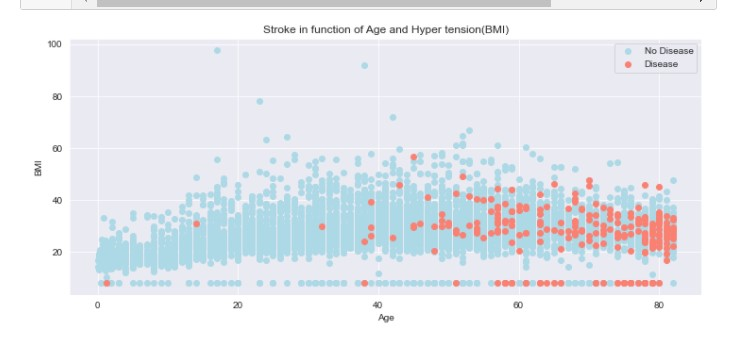 Stroke in function of Age and Hyper tension(BMI)
100
No Disease
Disease
80
60
BMI
40
20
0 20 40 60 80
Age